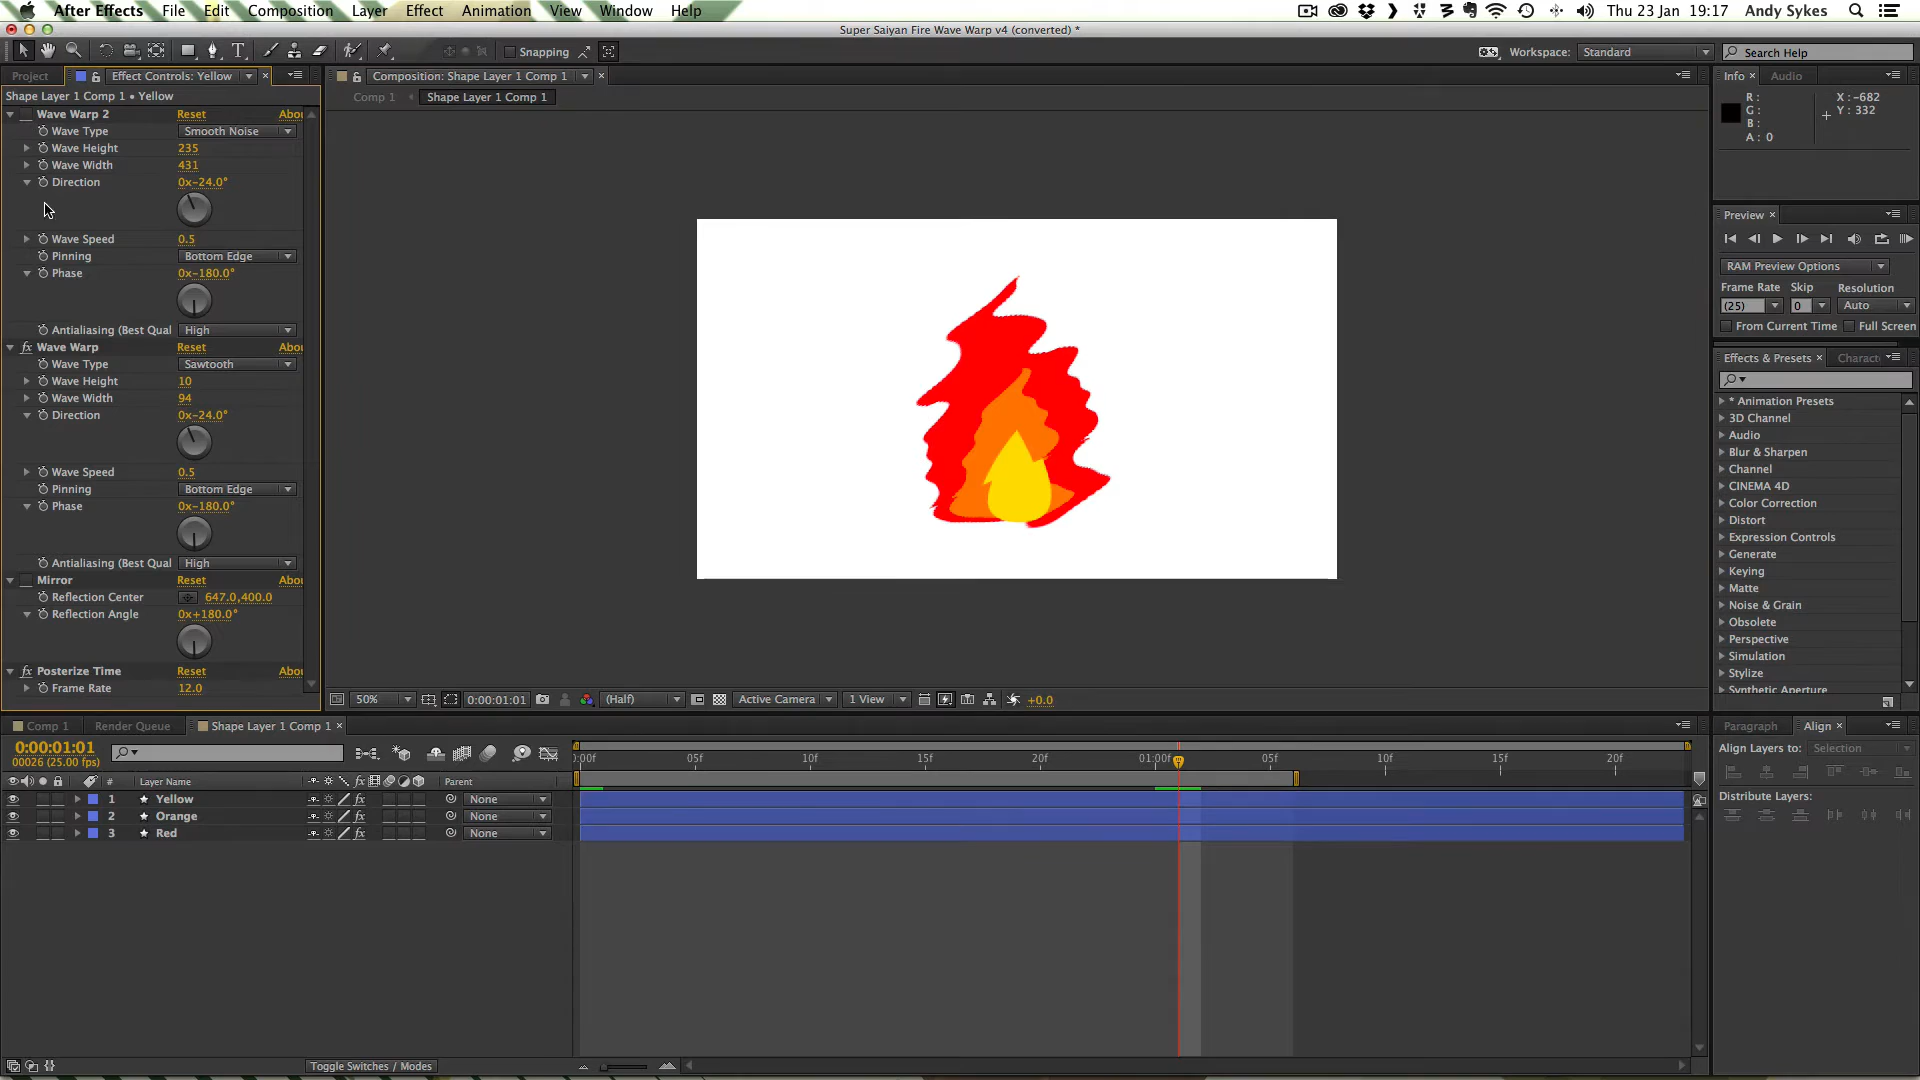 After Effects File Edit Composition Layer Effect Animation View Window Help Thu 23 Jan 19:17 Andy Sykes
Super Saiyan Fire Wave Warp v4 (converted) *
Snapping Workspace: Standard Search Help
Project Effect Controls: Yellow
Shape Layer 1 Comp 1 • Yellow
Wave Warp 2 Reset Abou
Wave Type Smooth Noise
Wave Height 235
Wave Width 431
Direction 0x-24.0°
Wave Speed 0.5
Pinning Bottom Edge
Phase 0x-180.0°
Antialiasing (Best Qual High
fx Wave Warp Reset Abou
Wave Type Sawtooth
Wave Height 10
Wave Width 94
Direction 0x-24.0°
Wave Speed 0.5
Pinning Bottom Edge
Phase 0x-180.0°
Antialiasing (Best Qual High
Mirror Reset Abou
Reflection Center 647.0,400.0
Reflection Angle 0x+180.0°
fx Posterize Time Reset Abou
Frame Rate 12.0
Composition: Shape Layer 1 Comp 1
Comp 1 Shape Layer 1 Comp 1
50% 0:00:01:01 (Half) Active Camera 1 View +0.0
Info Audio
R: X: -682
G: Y: 332
B:
A: 0
Preview
RAM Preview Options
Frame Rate Skip Resolution
(25) 0 Auto
From Current Time Full Screen
Effects & Presets Charact
* Animation Presets
3D Channel
Audio
Blur & Sharpen
Channel
CINEMA 4D
Color Correction
Distort
Expression Controls
Generate
Keying
Matte
Noise & Grain
Obsolete
Perspective
Simulation
Stylize
Synthetic Aperture
Comp 1 Render Queue Shape Layer 1 Comp 1
0:00:01:01
00026 (25.00 fps)
:00f 05f 10f 15f 20f 01:00f 05f 10f 15f 20f
# Layer Name fx Parent
1 Yellow fx None
2 Orange fx None
3 Red fx None
Toggle Switches / Modes
Paragraph Align
Align Layers to: Selection
Distribute Layers: